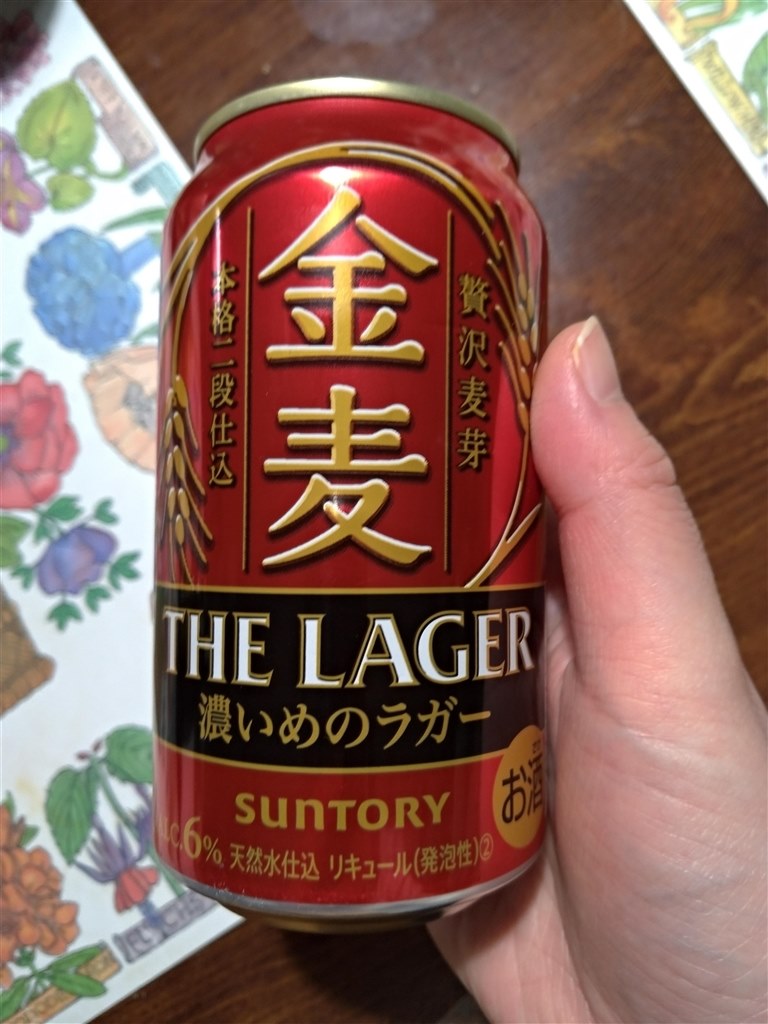 贅沢麦芽
金麦
本格二段仕込
THE LAGER
濃いめのラガー
SUNTORY
お酒
ALC.6% 天然水仕込 リキュール(発泡性)②